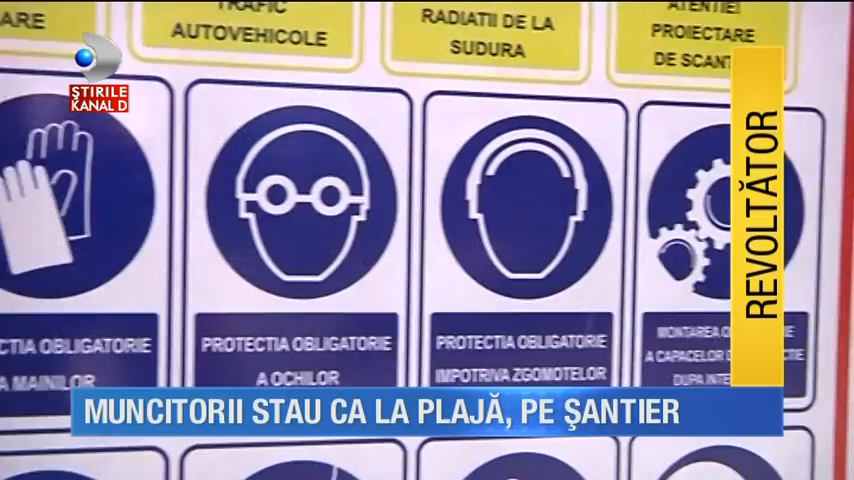 ARE
TRAFIC
AUTOVEHICOLE
RADIATII DE LA
SUDURA
ATENTIEI
PROIECTARE
DE SCANT
ŞTIRILE
KANAL D
REVOLTĂTOR
CTIA OBLIGATORIE
A MAINILOR
PROTECTIA OBLIGATORIE
A OCHILOR
PROTECTIA OBLIGATORIE
IMPOTRIVA ZGOMOTELOR
MONTAREA O
A CAPACELOR
DUPA INTE
MUNCITORII STAU CA LA PLAJĂ, PE ŞANTIER